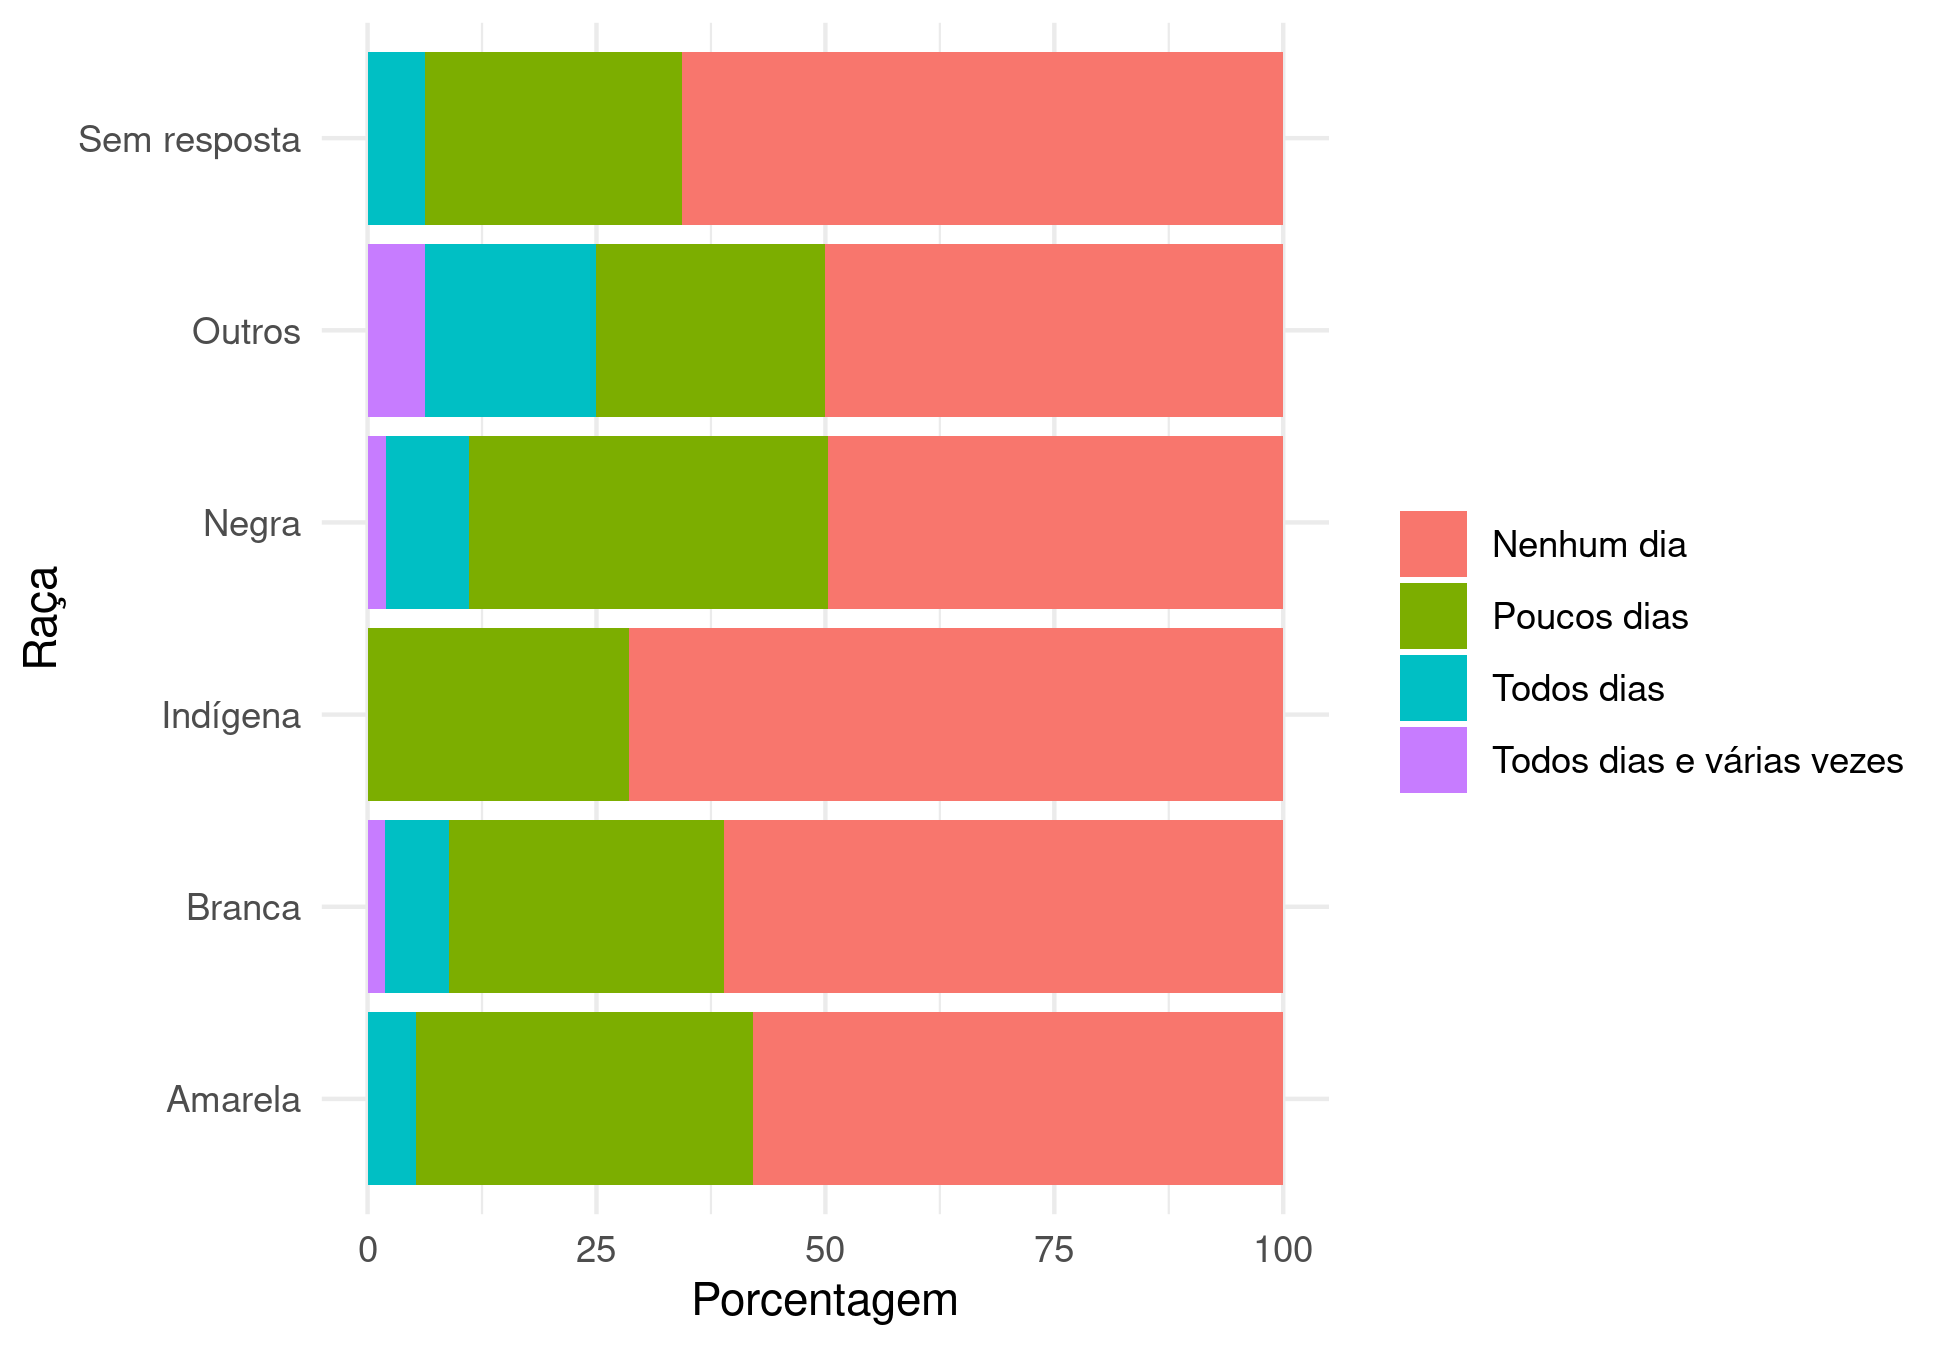 Sem resposta
Outros
Negra
Indígena
Branca
Amarela
Raça
0 25 50 75 100
Porcentagem
Nenhum dia
Poucos dias
Todos dias
Todos dias e várias vezes